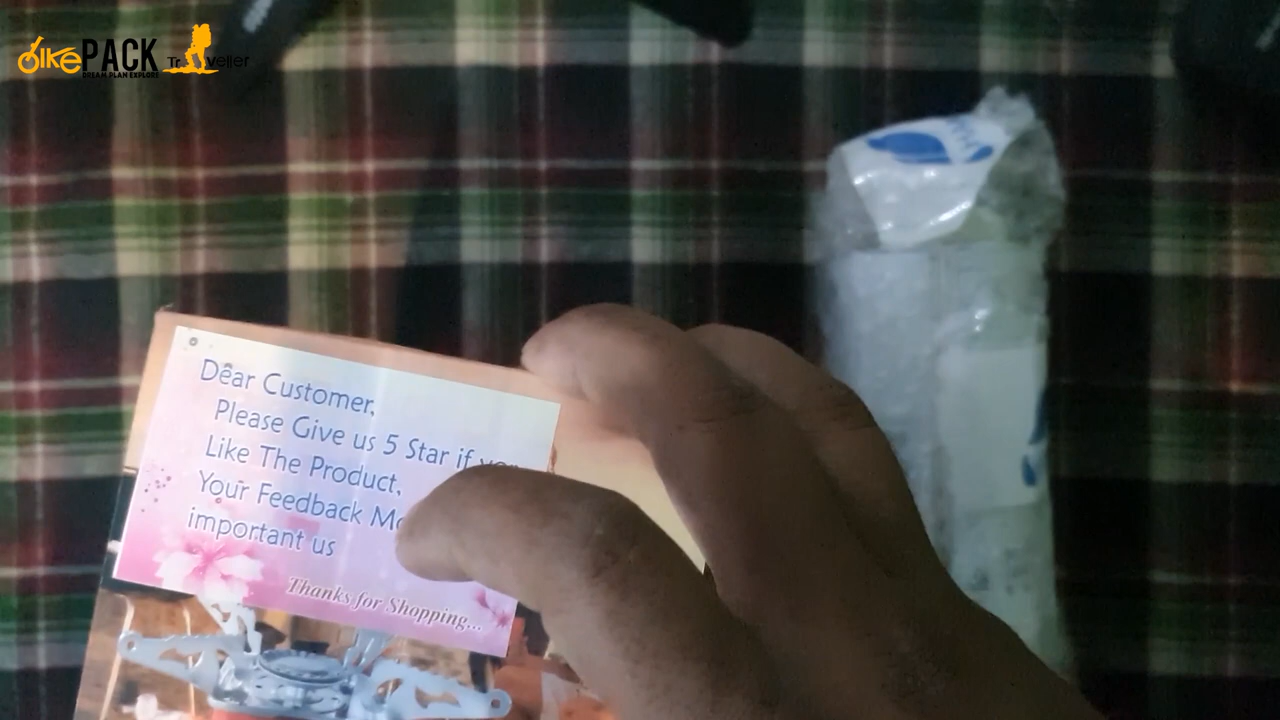 bikePACK Traveller
DREAM PLAN EXPLORE
Dear Customer,
Please Give us 5 Star if you
Like The Product,
Your Feedback
important us
Thanks for Shopping...